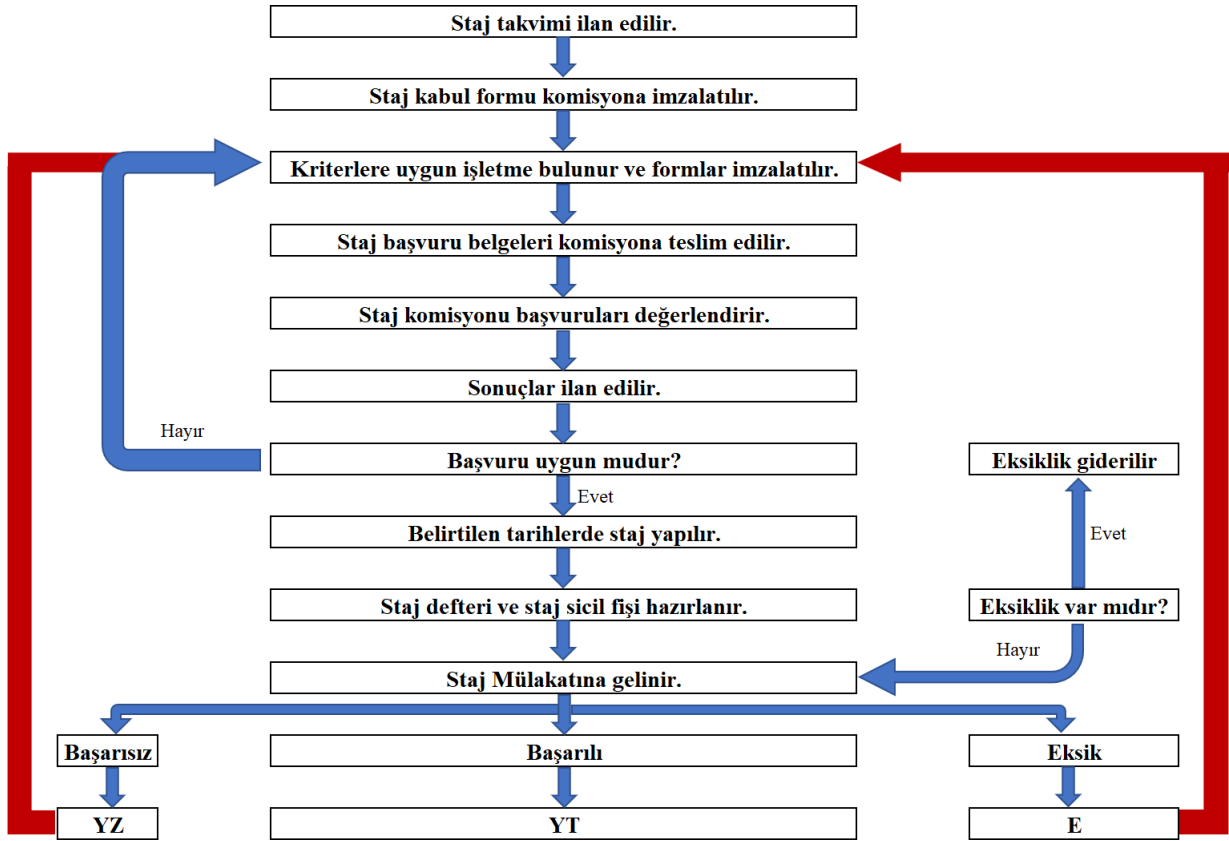 Staj takvimi ilan edilir.
Staj kabul formu komisyona imzalatılır.
Kriterlere uygun işletme bulunur ve formlar imzalatılır.
Staj başvuru belgeleri komisyona teslim edilir.
Staj komisyonu başvuruları değerlendirir.
Sonuçlar ilan edilir.
Hayır
Başvuru uygun mudur?
Eksiklik giderilir
Evet
Belirtilen tarihlerde staj yapılır.
Evet
Staj defteri ve staj sicil fişi hazırlanır.
Eksiklik var mıdır?
Hayır
Staj Mülakatına gelinir.
Başarısız
Başarılı
Eksik
YZ
YT
E